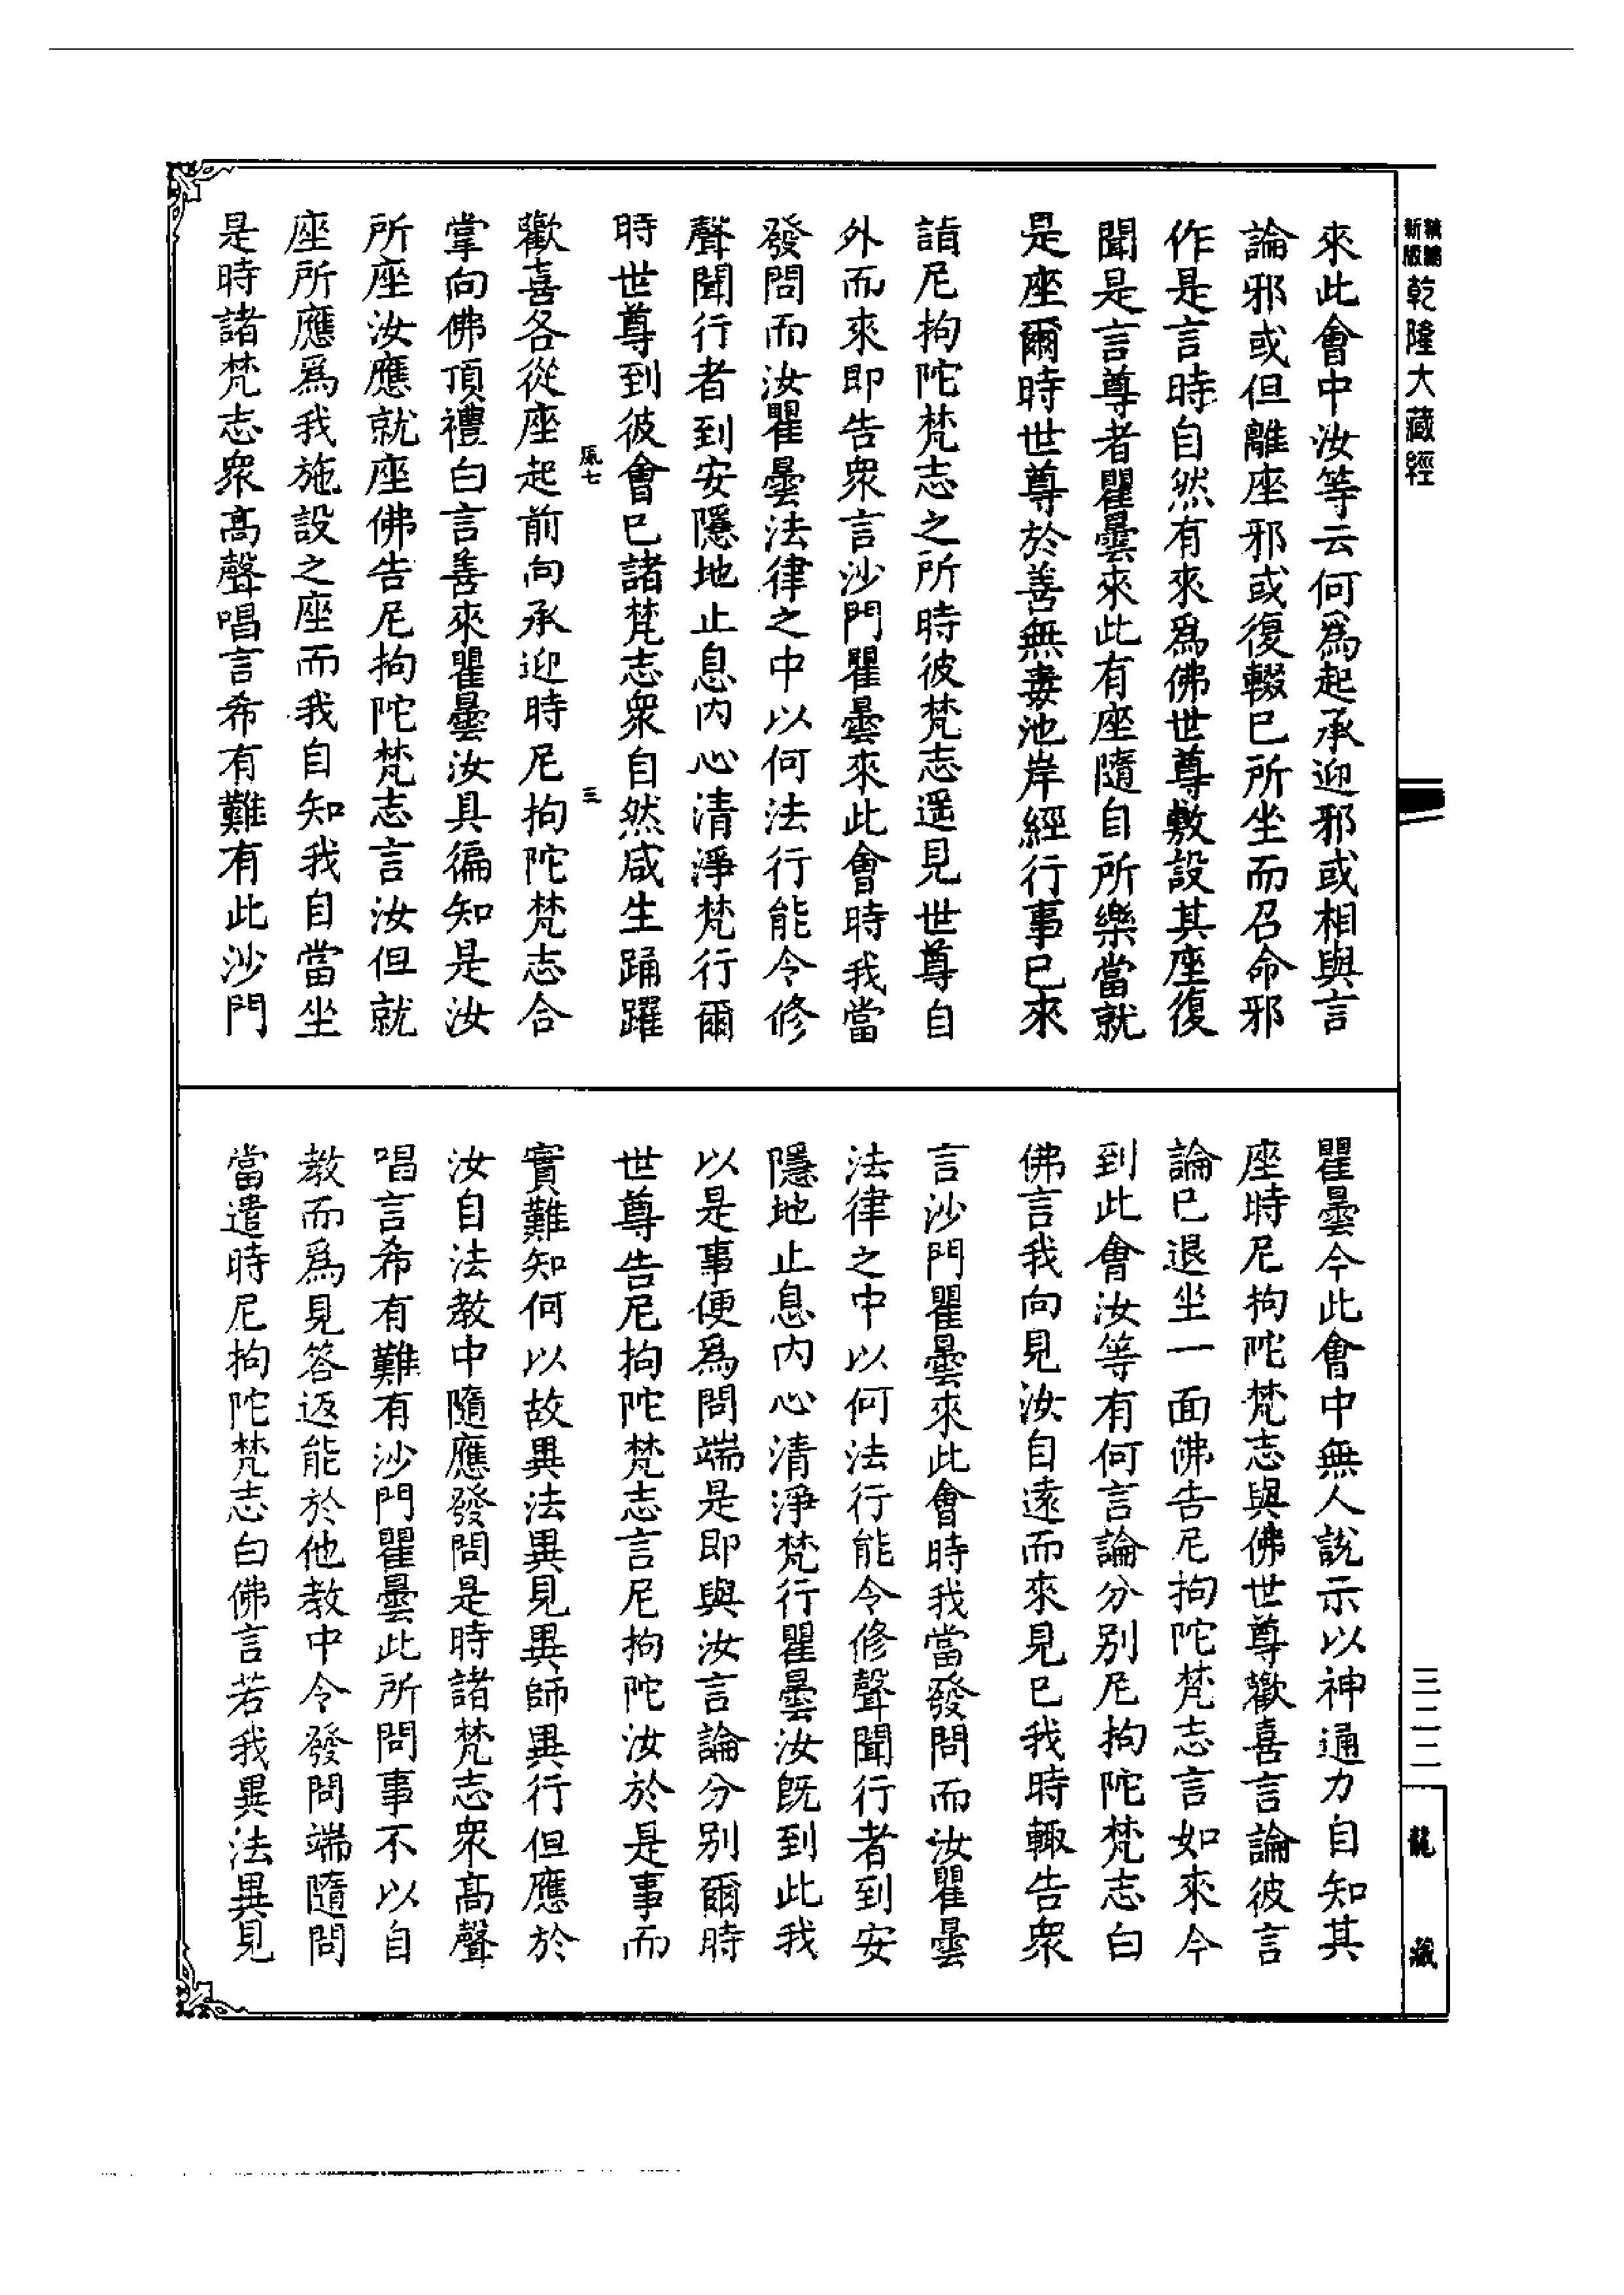 新編
新版
乾隆大藏經
來此會中汝等云何爲起承迎邪或相與言
論邪或但離座邪或復輟已所坐而召命邪
作是言時自然有來爲佛世尊敷設其座復
聞是言尊者瞿曇來此有座隨自所樂當就
是座爾時世尊於善無毒池岸經行事已來
詣尼拘陀梵志之所時彼梵志遥見世尊自
外而來即告衆言沙門瞿曇來此會時我當
發問而汝瞿曇法律之中以何法行能令修
聲聞行者到安隱地止息內心清淨梵行爾
時世尊到彼會已諸梵志衆自然咸生踊躍
風七
三
歡喜各從座起前向承迎時尼拘陀梵志合
掌向佛頂禮白言善來瞿曇汝具徧知是汝
所座汝應就座佛告尼拘陀梵志言汝但就
座所應爲我施設之座而我自知我自當坐
是時諸梵志衆高聲唱言希有難有此沙門
瞿曇今此會中無人說示以神通力自知其
座時尼拘陀梵志與佛世尊歡喜言論彼言
論已退坐一面佛告尼拘陀梵志言如來今
到此會汝等有何言論分別尼拘陀梵志白
佛言我向見汝自遠而來見已我時輙告衆
言沙門瞿曇來此會時我當發問而汝瞿曇
法律之中以何法行能令修聲聞行者到安
隱地止息內心清淨梵行瞿曇汝既到此我
以是事便爲問端是即與汝言論分別爾時
世尊告尼拘陀梵志言尼拘陀汝於是事而
實難知何以故異法異見異師異行但應於
汝自法教中隨應發問是時諸梵志衆高聲
唱言希有難有沙門瞿曇此所問事不以自
教而爲見答返能於他教中令發問端隨問
當遣時尼拘陀梵志白佛言若我異法異見
三二二
龍藏